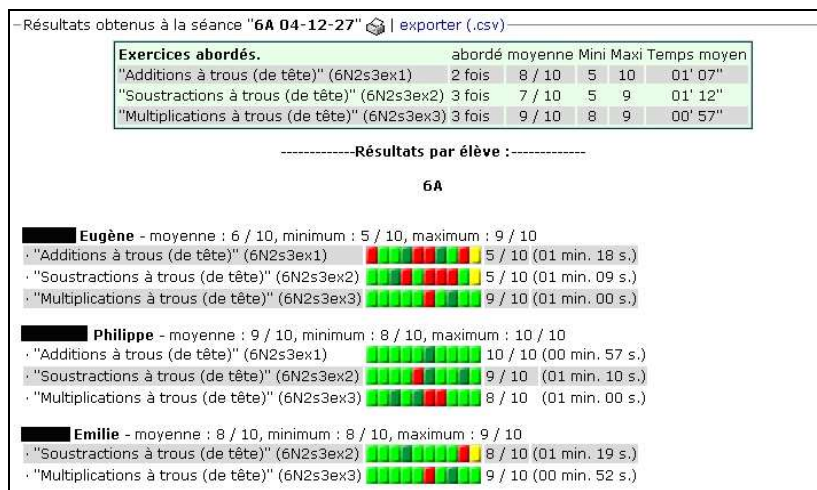 Résultats obtenus à la séance "6A 04-12-27" | exporter (.csv)
Exercices abordés. abordé moyenne Mini Maxi Temps moyen
"Additions à trous (de tête)" (6N2s3ex1) 2 fois 8 / 10 5 10 01' 07"
"Soustractions à trous (de tête)" (6N2s3ex2) 3 fois 7 / 10 5 9 01' 12"
"Multiplications à trous (de tête)" (6N2s3ex3) 3 fois 9 / 10 8 9 00' 57"
-------------Résultats par élève :-------------
6A
Eugène - moyenne : 6 / 10, minimum : 5 / 10, maximum : 9 / 10
· "Additions à trous (de tête)" (6N2s3ex1) 5 / 10 (01 min. 18 s.)
· "Soustractions à trous (de tête)" (6N2s3ex2) 5 / 10 (01 min. 09 s.)
· "Multiplications à trous (de tête)" (6N2s3ex3) 9 / 10 (01 min. 00 s.)
Philippe - moyenne : 9 / 10, minimum : 8 / 10, maximum : 10 / 10
· "Additions à trous (de tête)" (6N2s3ex1) 10 / 10 (00 min. 57 s.)
· "Soustractions à trous (de tête)" (6N2s3ex2) 9 / 10 (01 min. 10 s.)
· "Multiplications à trous (de tête)" (6N2s3ex3) 8 / 10 (01 min. 00 s.)
Emilie - moyenne : 8 / 10, minimum : 8 / 10, maximum : 9 / 10
· "Soustractions à trous (de tête)" (6N2s3ex2) 8 / 10 (01 min. 19 s.)
· "Multiplications à trous (de tête)" (6N2s3ex3) 9 / 10 (00 min. 52 s.)